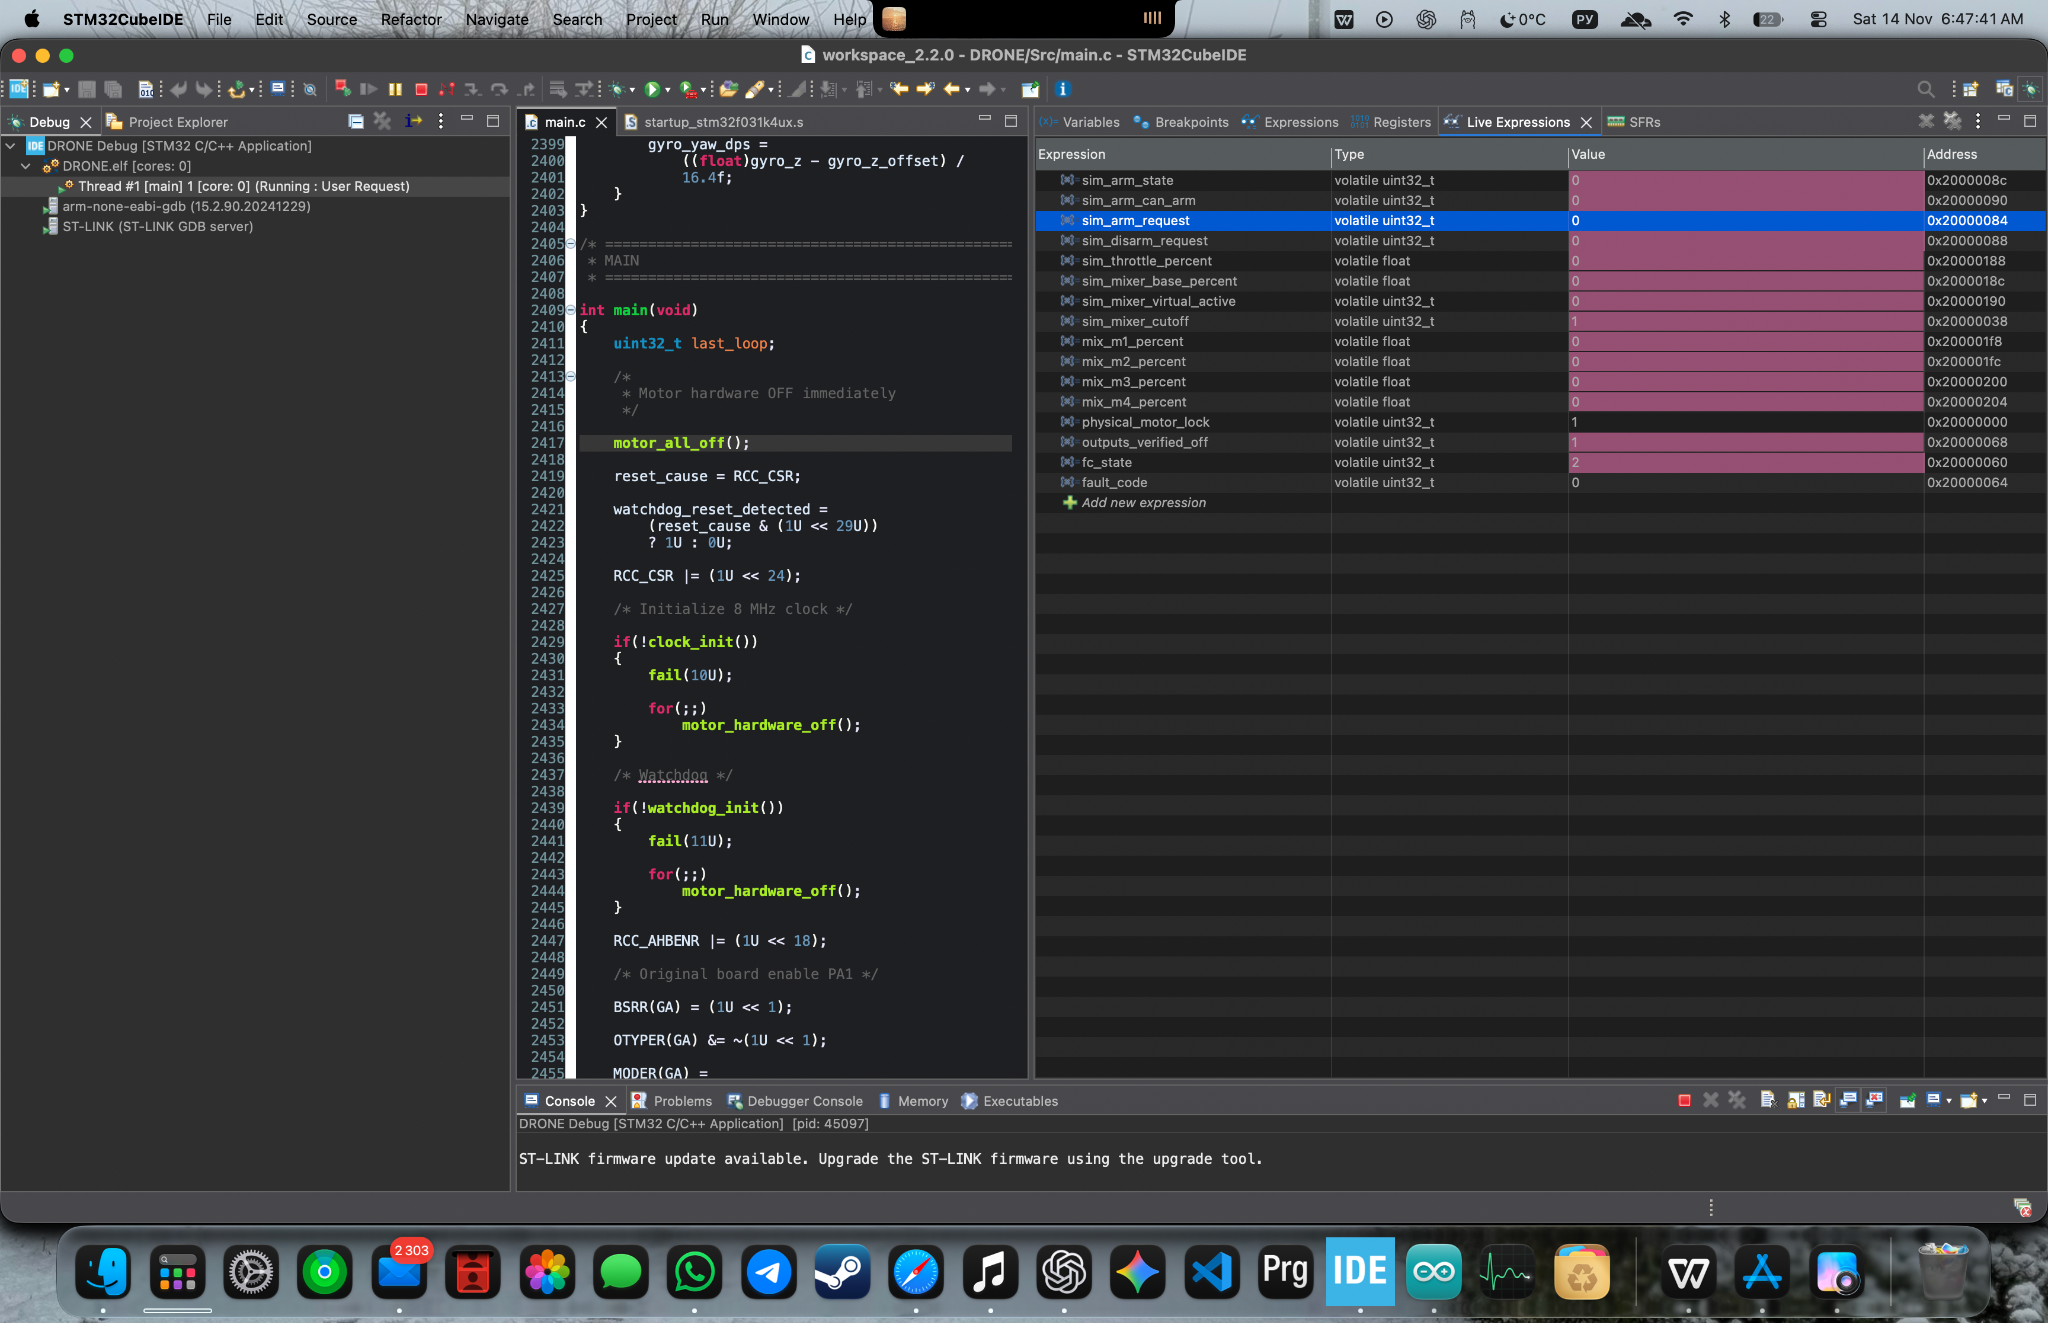 STM32CubeIDE File Edit Source Refactor Navigate Search Project Run Window Help 0°C РУ 22 Sat 14 Nov 6:47:41 AM
workspace_2.2.0 - DRONE/Src/main.c - STM32CubeIDE
Debug Project Explorer
IDE DRONE Debug [STM32 C/C++ Application]
DRONE.elf [cores: 0]
Thread #1 [main] 1 [core: 0] (Running : User Request)
arm-none-eabi-gdb (15.2.90.20241229)
ST-LINK (ST-LINK GDB server)
main.c startup_stm32f031k4ux.s
2399 gyro_yaw_dps =
2400 ((float)gyro_z - gyro_z_offset) /
2401 16.4f;
2402 }
2403 }
2404
2405 /* ================================================
2406 * MAIN
2407 * ================================================
2408
2409 int main(void)
2410 {
2411 uint32_t last_loop;
2412
2413 /*
2414 * Motor hardware OFF immediately
2415 */
2416
2417 motor_all_off();
2418
2419 reset_cause = RCC_CSR;
2420
2421 watchdog_reset_detected =
2422 (reset_cause & (1U << 29U))
2423 ? 1U : 0U;
2424
2425 RCC_CSR |= (1U << 24);
2426
2427 /* Initialize 8 MHz clock */
2428
2429 if(!clock_init())
2430 {
2431 fail(10U);
2432
2433 for(;;)
2434 motor_hardware_off();
2435 }
2436
2437 /* Watchdog */
2438
2439 if(!watchdog_init())
2440 {
2441 fail(11U);
2442
2443 for(;;)
2444 motor_hardware_off();
2445 }
2446
2447 RCC_AHBENR |= (1U << 18);
2448
2449 /* Original board enable PA1 */
2450
2451 BSRR(GA) = (1U << 1);
2452
2453 OTYPER(GA) &= ~(1U << 1);
2454
2455 MODER(GA) =
Variables Breakpoints Expressions Registers Live Expressions SFRs
Expression Type Value Address
sim_arm_state volatile uint32_t 0 0x2000008c
sim_arm_can_arm volatile uint32_t 0 0x20000090
sim_arm_request volatile uint32_t 0 0x20000084
sim_disarm_request volatile uint32_t 0 0x20000088
sim_throttle_percent volatile float 0 0x20000188
sim_mixer_base_percent volatile float 0 0x2000018c
sim_mixer_virtual_active volatile uint32_t 0 0x20000190
sim_mixer_cutoff volatile uint32_t 1 0x20000038
mix_m1_percent volatile float 0 0x200001f8
mix_m2_percent volatile float 0 0x200001fc
mix_m3_percent volatile float 0 0x20000200
mix_m4_percent volatile float 0 0x20000204
physical_motor_lock volatile uint32_t 1 0x20000000
outputs_verified_off volatile uint32_t 1 0x20000068
fc_state volatile uint32_t 2 0x20000060
fault_code volatile uint32_t 0 0x20000064
Add new expression
Console Problems Debugger Console Memory Executables
DRONE Debug [STM32 C/C++ Application] [pid: 45097]
ST-LINK firmware update available. Upgrade the ST-LINK firmware using the upgrade tool.
2 303
Prg
IDE